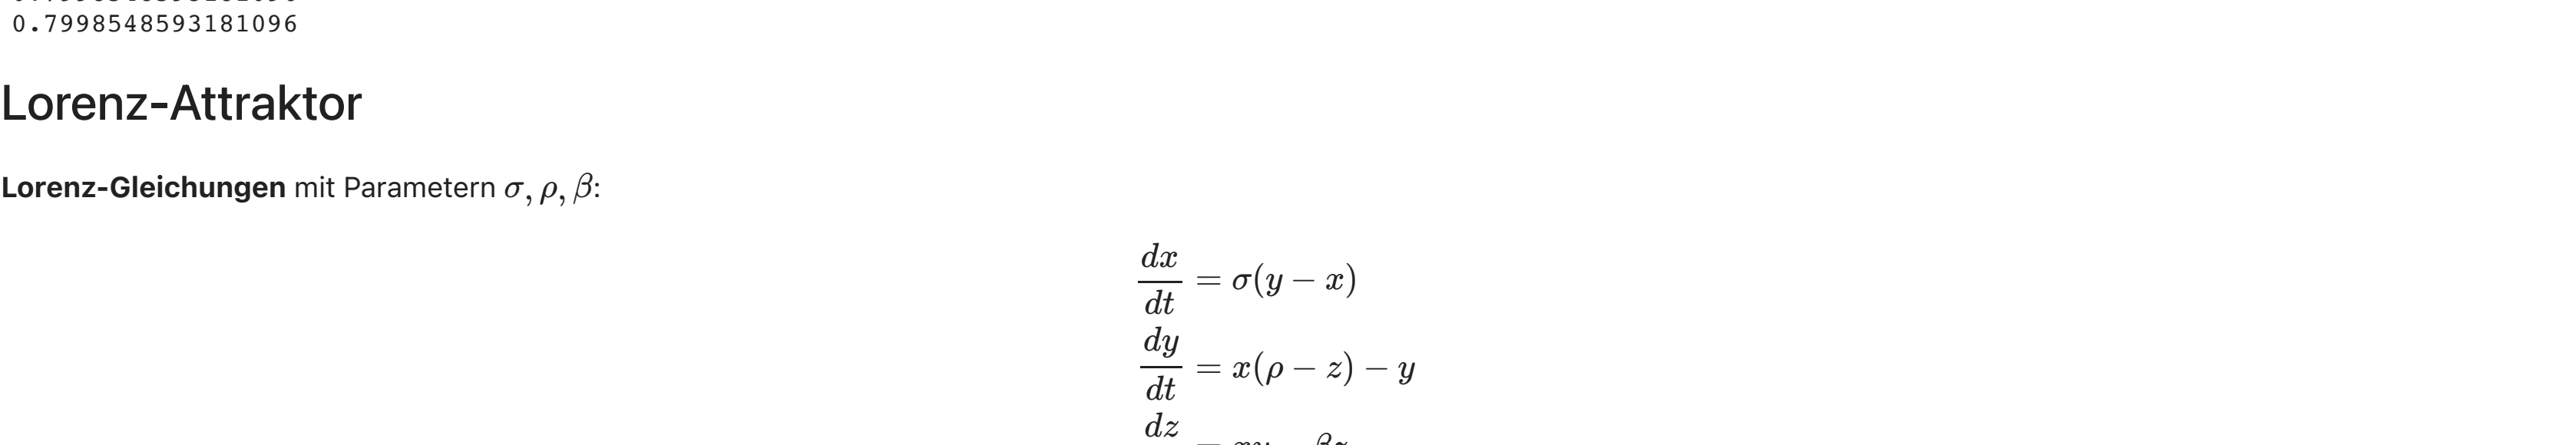 0.7998548593181096
Lorenz-Attraktor
Lorenz-Gleichungen mit Parametern σ, ρ, β:
dx/dt = σ(y − x)
dy/dt = x(ρ − z) − y
dz